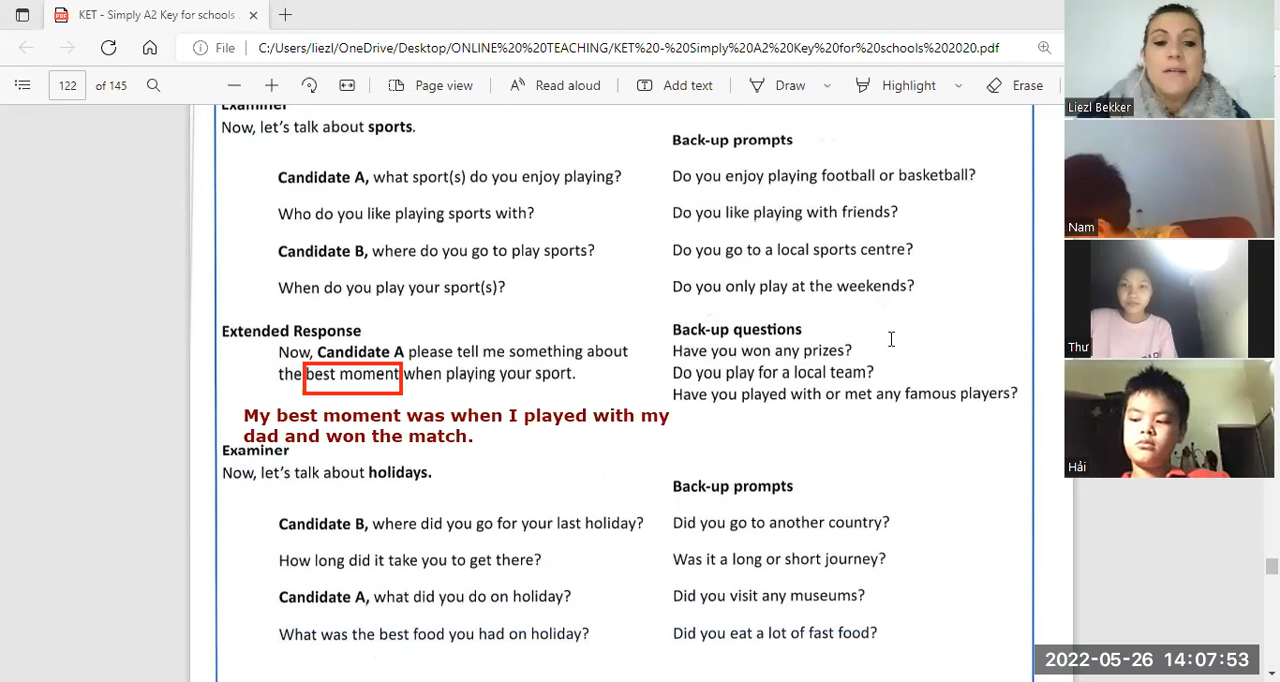 KET - Simply A2 Key for schools
File C:/Users/liezl/OneDrive/Desktop/ONLINE%20%20TEACHING/KET%20-%20Simply%20A2%20Key%20for%20schools%202020.pdf
122 of 145 Page view Read aloud Add text Draw Highlight Erase
Examiner
Now, let's talk about sports.
Back-up prompts
Candidate A, what sport(s) do you enjoy playing? Do you enjoy playing football or basketball?
Who do you like playing sports with? Do you like playing with friends?
Candidate B, where do you go to play sports? Do you go to a local sports centre?
When do you play your sport(s)? Do you only play at the weekends?
Extended Response Back-up questions
Now, Candidate A please tell me something about Have you won any prizes?
the best moment when playing your sport. Do you play for a local team?
Have you played with or met any famous players?
My best moment was when I played with my
dad and won the match.
Examiner
Now, let's talk about holidays.
Back-up prompts
Candidate B, where did you go for your last holiday? Did you go to another country?
How long did it take you to get there? Was it a long or short journey?
Candidate A, what did you do on holiday? Did you visit any museums?
What was the best food you had on holiday? Did you eat a lot of fast food?
Liezl Bekker
Nam
Thư
Hải
2022-05-26 14:07:53